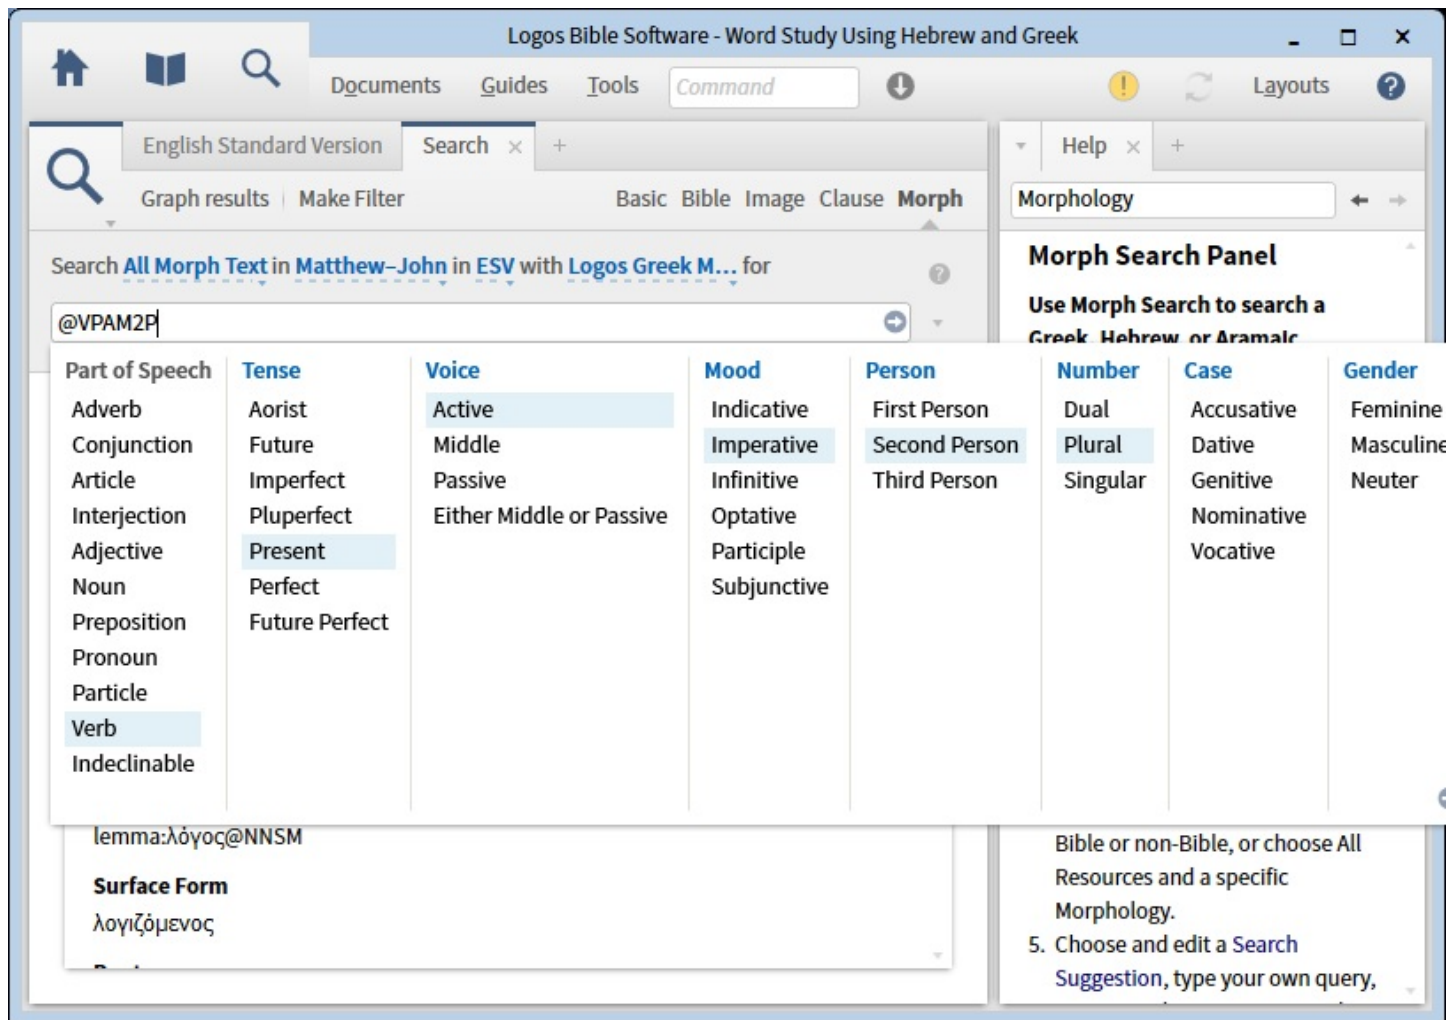 Logos Bible Software - Word Study Using Hebrew and Greek
Documents Guides Tools Command Layouts
English Standard Version Search
Graph results Make Filter Basic Bible Image Clause Morph
Search All Morph Text in Matthew–John in ESV with Logos Greek M... for
@VPAM2P
Help
Morphology
Morph Search Panel
Use Morph Search to search a
Greek, Hebrew, or Aramaic
Part of Speech
Adverb
Conjunction
Article
Interjection
Adjective
Noun
Preposition
Pronoun
Particle
Verb
Indeclinable
Tense
Aorist
Future
Imperfect
Pluperfect
Present
Perfect
Future Perfect
Voice
Active
Middle
Passive
Either Middle or Passive
Mood
Indicative
Imperative
Infinitive
Optative
Participle
Subjunctive
Person
First Person
Second Person
Third Person
Number
Dual
Plural
Singular
Case
Accusative
Dative
Genitive
Nominative
Vocative
Gender
Feminine
Masculine
Neuter
lemma:λόγος@NNSM
Surface Form
λογιζόμενος
Bible or non-Bible, or choose All
Resources and a specific
Morphology.
5. Choose and edit a Search
Suggestion, type your own query,